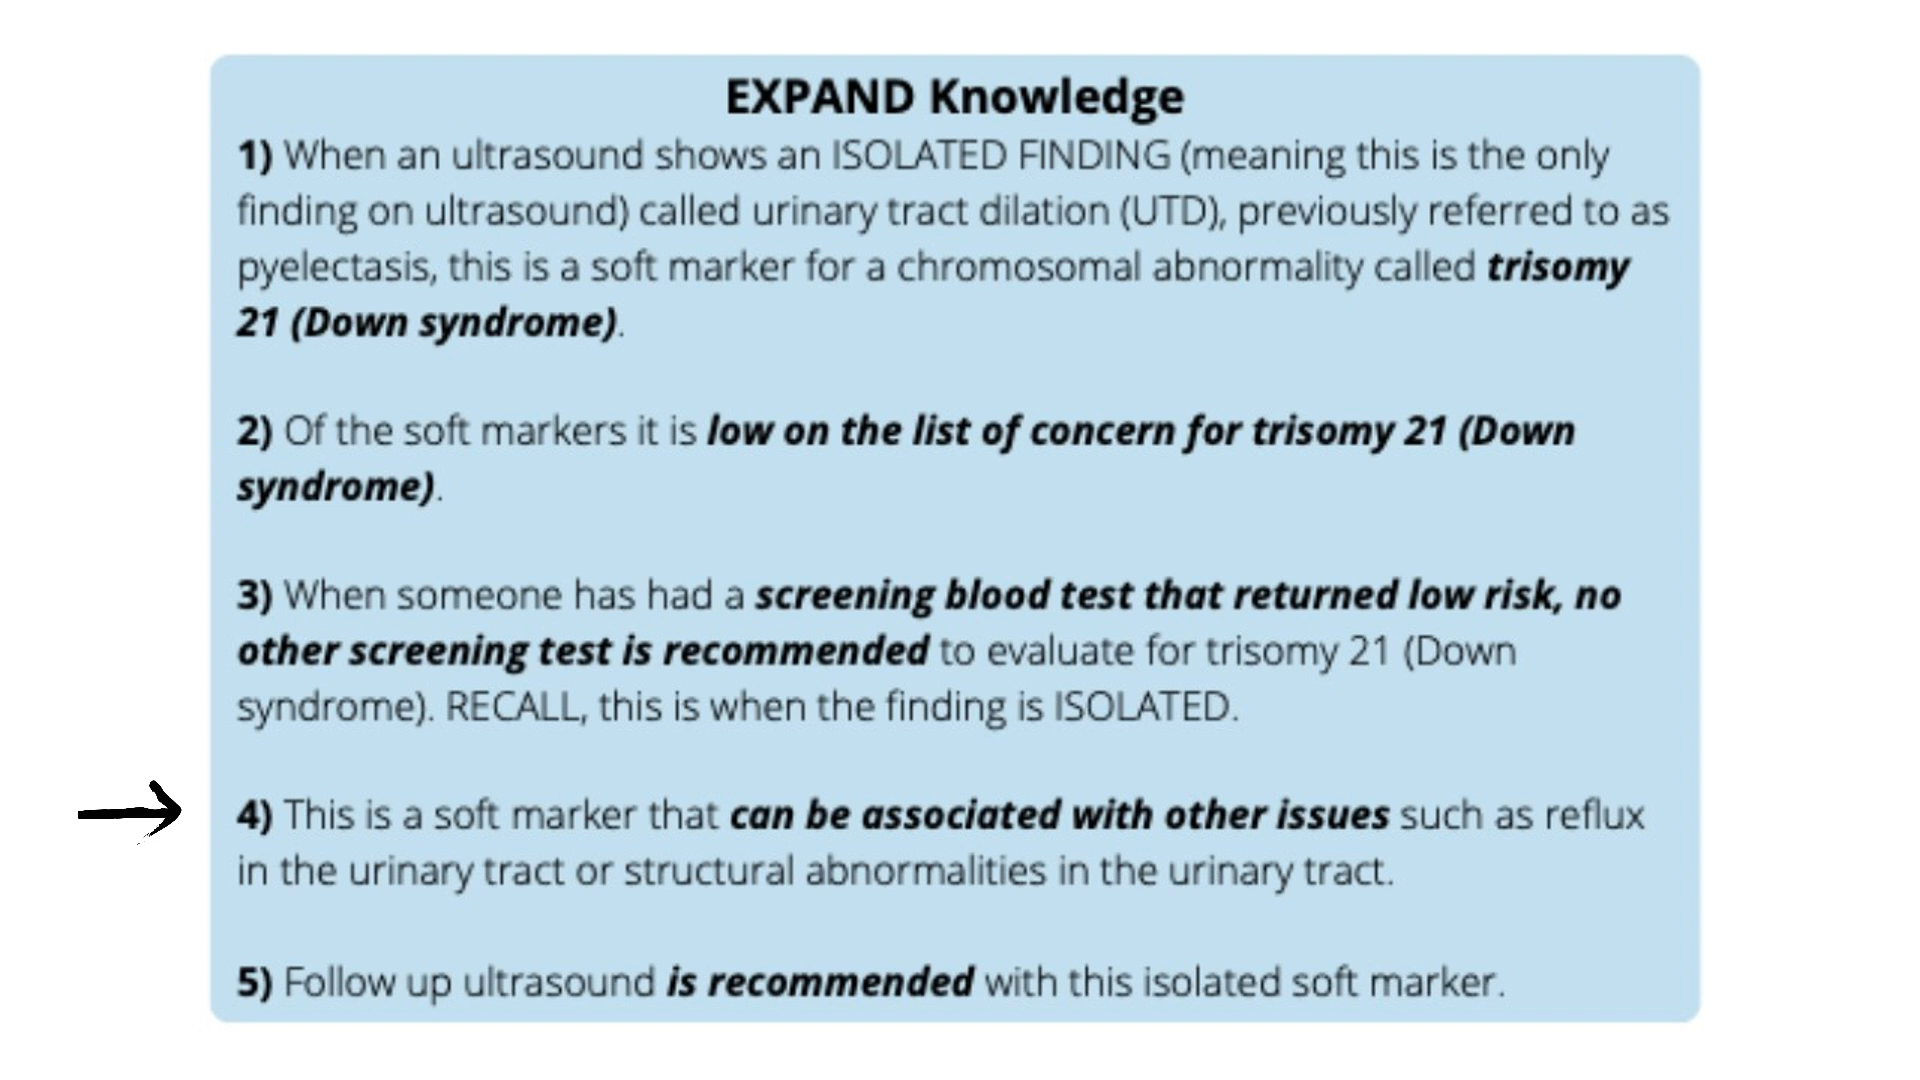 EXPAND Knowledge
1) When an ultrasound shows an ISOLATED FINDING (meaning this is the only
finding on ultrasound) called urinary tract dilation (UTD), previously referred to as
pyelectasis, this is a soft marker for a chromosomal abnormality called trisomy
21 (Down syndrome).
2) Of the soft markers it is low on the list of concern for trisomy 21 (Down
syndrome).
3) When someone has had a screening blood test that returned low risk, no
other screening test is recommended to evaluate for trisomy 21 (Down
syndrome). RECALL, this is when the finding is ISOLATED.
4) This is a soft marker that can be associated with other issues such as reflux
in the urinary tract or structural abnormalities in the urinary tract.
5) Follow up ultrasound is recommended with this isolated soft marker.